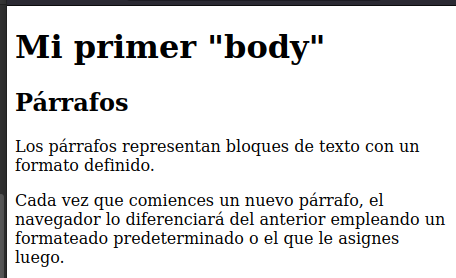 Mi primer "body"
Párrafos
Los párrafos representan bloques de texto con un
formato definido.
Cada vez que comiences un nuevo párrafo, el
navegador lo diferenciará del anterior empleando un
formateado predeterminado o el que le asignes
luego.